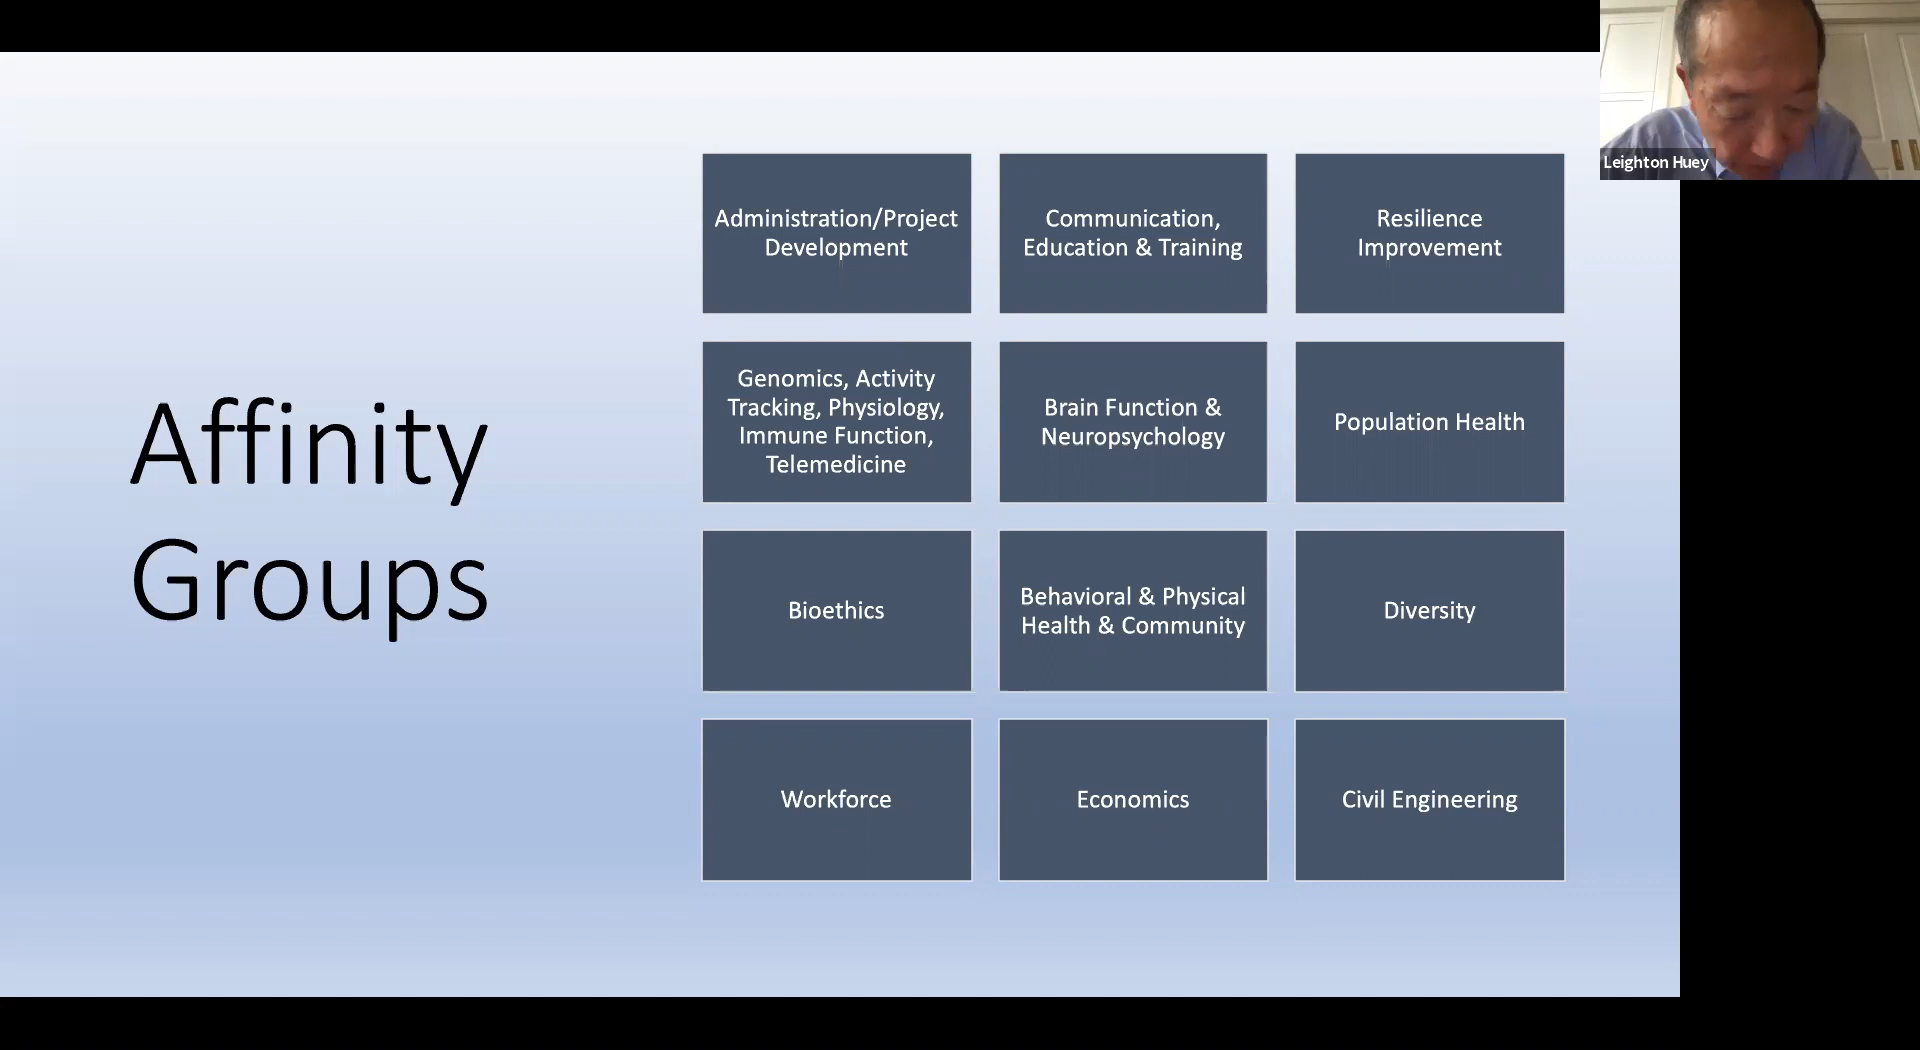 Affinity
Groups
Administration/Project
Development
Communication,
Education & Training
Resilience
Improvement
Genomics, Activity
Tracking, Physiology,
Immune Function,
Telemedicine
Brain Function &
Neuropsychology
Population Health
Bioethics
Behavioral & Physical
Health & Community
Diversity
Workforce
Economics
Civil Engineering
Leighton Huey